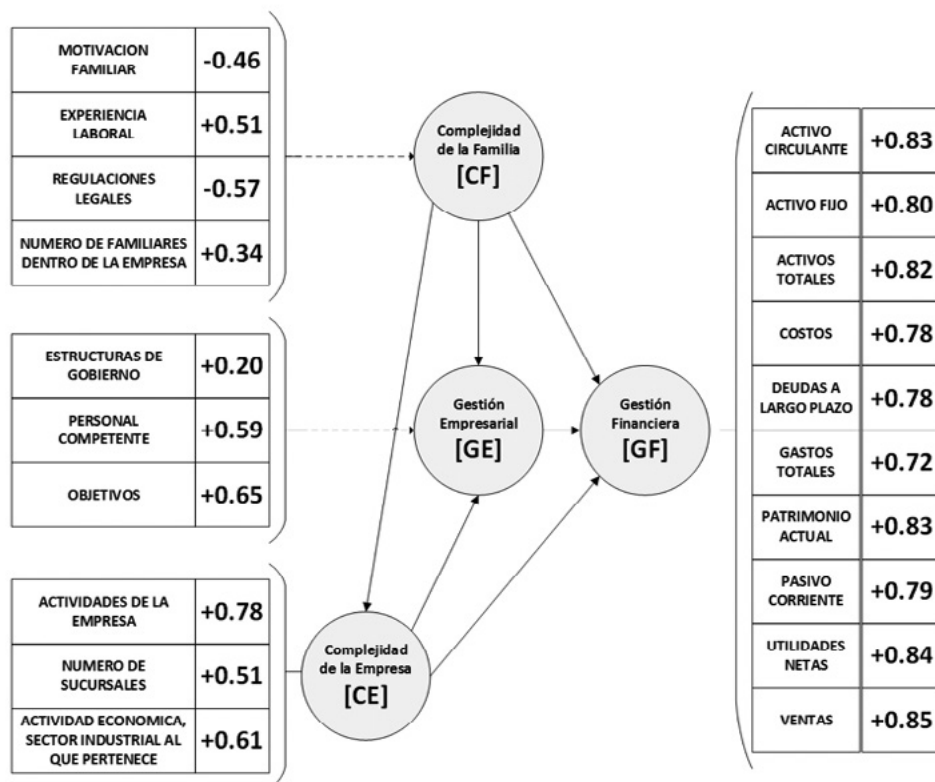 MOTIVACION
FAMILIAR
-0.46
EXPERIENCIA
LABORAL
+0.51
REGULACIONES
LEGALES
-0.57
NUMERO DE FAMILIARES
DENTRO DE LA EMPRESA
+0.34
ESTRUCTURAS DE
GOBIERNO
+0.20
PERSONAL
COMPETENTE
+0.59
OBJETIVOS
+0.65
ACTIVIDADES DE LA
EMPRESA
+0.78
NUMERO DE
SUCURSALES
+0.51
ACTIVIDAD ECONOMICA,
SECTOR INDUSTRIAL AL
QUE PERTENECE
+0.61
Complejidad
de la Familia
[CF]
Gestión
Empresarial
[GE]
Gestión
Financiera
[GF]
Complejidad
de la Empresa
[CE]
ACTIVO
CIRCULANTE
+0.83
ACTIVO FIJO
+0.80
ACTIVOS
TOTALES
+0.82
COSTOS
+0.78
DEUDAS A
LARGO PLAZO
+0.78
GASTOS
TOTALES
+0.72
PATRIMONIO
ACTUAL
+0.83
PASIVO
CORRIENTE
+0.79
UTILIDADES
NETAS
+0.84
VENTAS
+0.85